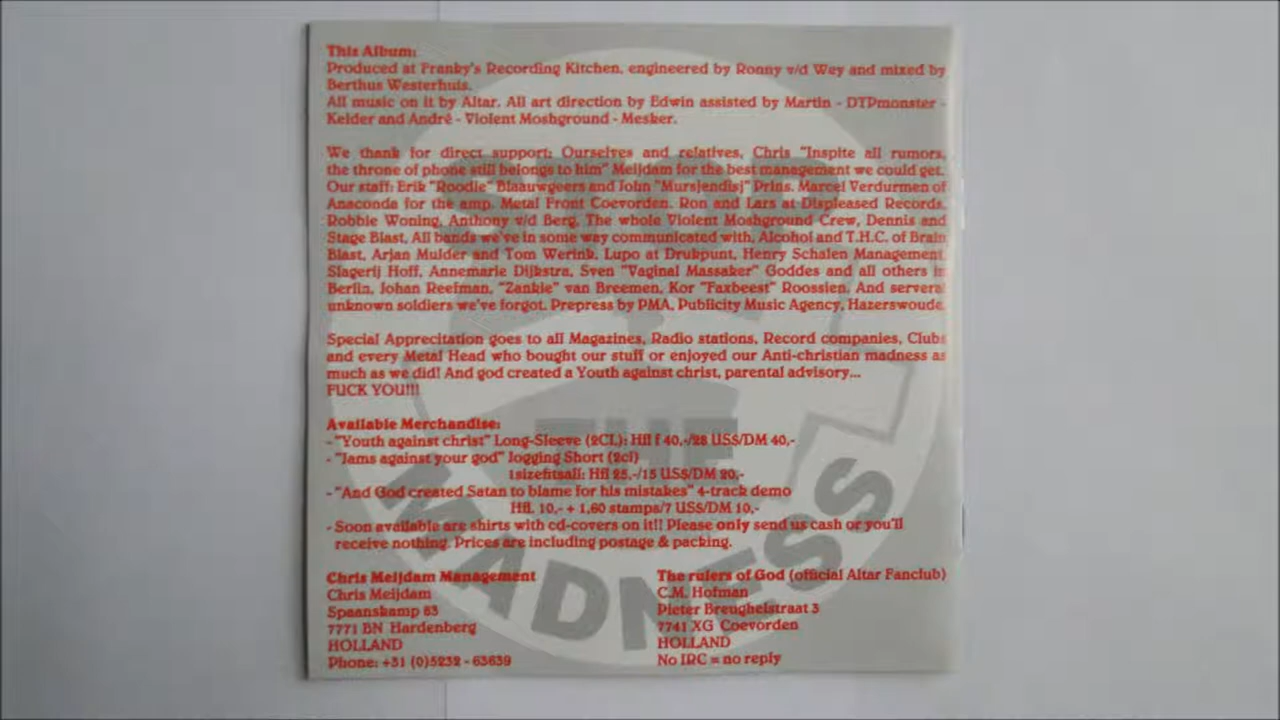 This Album:
Produced at Franky's Recording Kitchen, engineered by Ronny v/d Wey and mixed by
Berthus Westerhuis.
All music on it by Altar. All art direction by Edwin assisted by Martin - DTPmonster -
Kelder and André - Violent Moshground - Mesker.
We thank for direct support: Ourselves and relatives, Chris "Inspite all rumors,
the throne of phone still belongs to him" Meijdam for the best management we could get.
Our staff: Erik "Roodie" Blaauwgeers and John "Mursjendisj" Prins. Marcel Verdurmen of
Anaconda for the amp. Metal Front Coevorden. Ron and Lars at Displeased Records.
Robbie Woning, Anthony v/d Berg, The whole Violent Moshground Crew, Dennis and
Stage Blast, All bands we've in some way communicated with, Alcohol and T.H.C. of Brain
Blast, Arjan Mulder and Tom Werink, Lupo at Drukpunt, Henry Schalen Management,
Slagerij Hoff, Annemarie Dijkstra, Sven "Vaginal Massaker" Goddes and all others in
Berlin, Johan Reefman, "Zankie" van Breemen, Kor "Faxbeest" Roossien, And serveral
unknown soldiers we've forgot. Prepress by PMA, Publicity Music Agency, Hazerswoude.
Special Apprecitation goes to all Magazines, Radio stations, Record companies, Clubs
and every Metal Head who bought our stuff or enjoyed our Anti-christian madness as
much as we did! And god created a Youth against christ, parental advisory...
FUCK YOU!!!
Available Merchandise:
- "Youth against christ" Long-Sleeve (2CL): Hfl f 40,-/28 US$/DM 40,-
- "Jams against your god" Jogging Short (2cl)
1sizefitsall: Hfl 25,-/15 US$/DM 20,-
- "And God created Satan to blame for his mistakes" 4-track demo
Hfl. 10,- + 1,60 stamps/7 US$/DM 10,-
- Soon available are shirts with cd-covers on it!! Please only send us cash or you'll
receive nothing. Prices are including postage & packing.
Chris Meijdam Management
Chris Meijdam
Spaanskamp 63
7771 BN Hardenberg
HOLLAND
Phone: +31 (0)5232 - 63639
The rulers of God (official Altar Fanclub)
C.M. Hofman
Pieter Breughelstraat 3
7741 XG Coevorden
HOLLAND
No IRC = no reply
STOP
THE
MADNESS